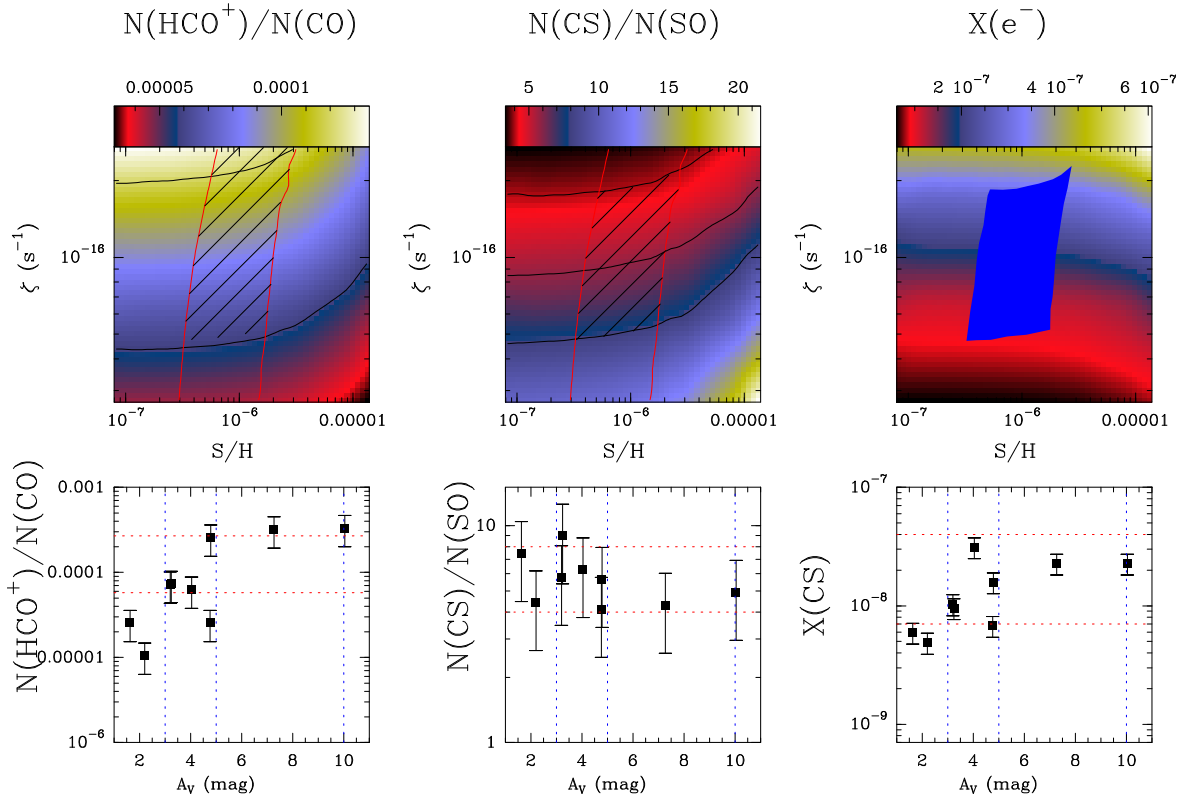 N(HCO⁺)/N(CO) N(CS)/N(SO) X(e⁻)
0.00005 0.0001 5 10 15 20 2 10⁻⁷ 4 10⁻⁷ 6 10⁻⁷
ζ (s⁻¹) ζ (s⁻¹) ζ (s⁻¹)
10⁻¹⁶ 10⁻¹⁶ 10⁻¹⁶
10⁻⁷ 10⁻⁶ 0.00001 10⁻⁷ 10⁻⁶ 0.00001 10⁻⁷ 10⁻⁶ 0.00001
S/H S/H S/H
N(HCO⁺)/N(CO)
0.001
0.0001
0.00001
10⁻⁶
2 4 6 8 10
A_V (mag)
N(CS)/N(SO)
10
1
2 4 6 8 10
A_V (mag)
X(CS)
10⁻⁷
10⁻⁸
10⁻⁹
2 4 6 8 10
A_V (mag)